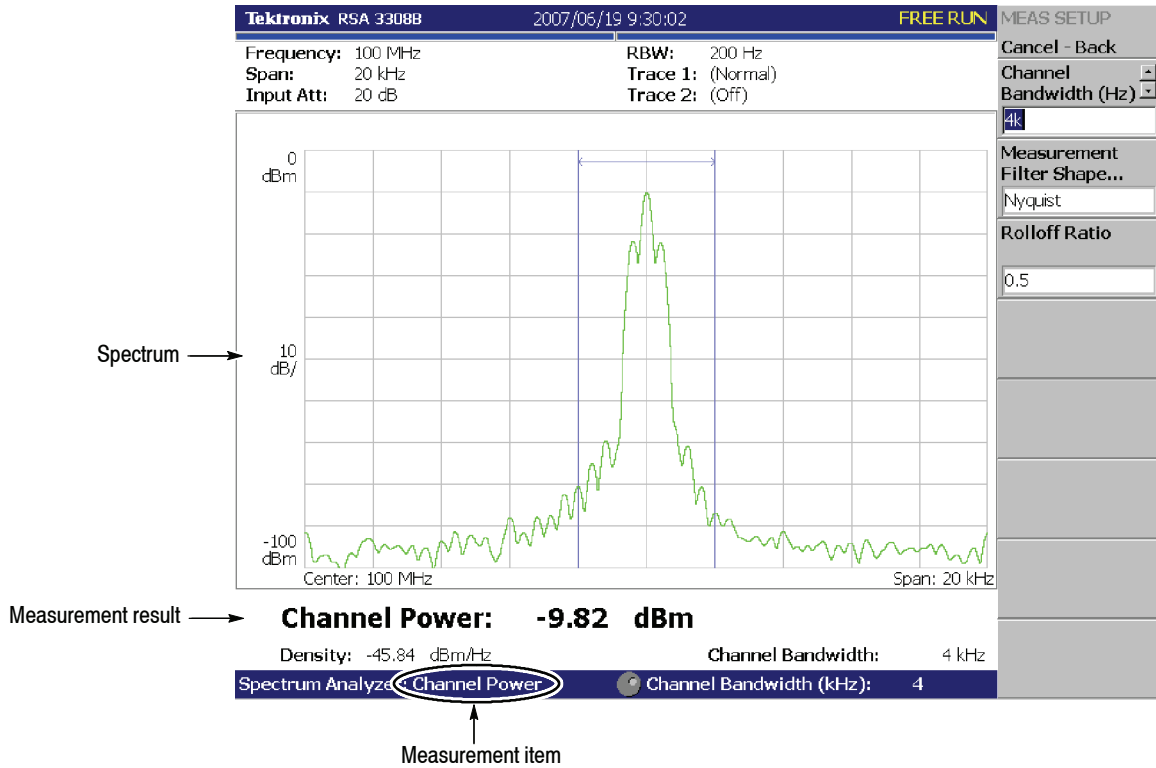 Tektronix RSA 3308B 2007/06/19 9:30:02 FREE RUN
Frequency: 100 MHz
Span: 20 kHz
Input Att: 20 dB
RBW: 200 Hz
Trace 1: (Normal)
Trace 2: (Off)
MEAS SETUP
Cancel - Back
Channel
Bandwidth (Hz)
4k
Measurement
Filter Shape...
Nyquist
Rolloff Ratio
0.5
0
dBm
Spectrum
10
dB/
-100
dBm
Center: 100 MHz Span: 20 kHz
Measurement result
Channel Power: -9.82 dBm
Density: -45.84 dBm/Hz Channel Bandwidth: 4 kHz
Spectrum Analyze Channel Power Channel Bandwidth (kHz): 4
Measurement item